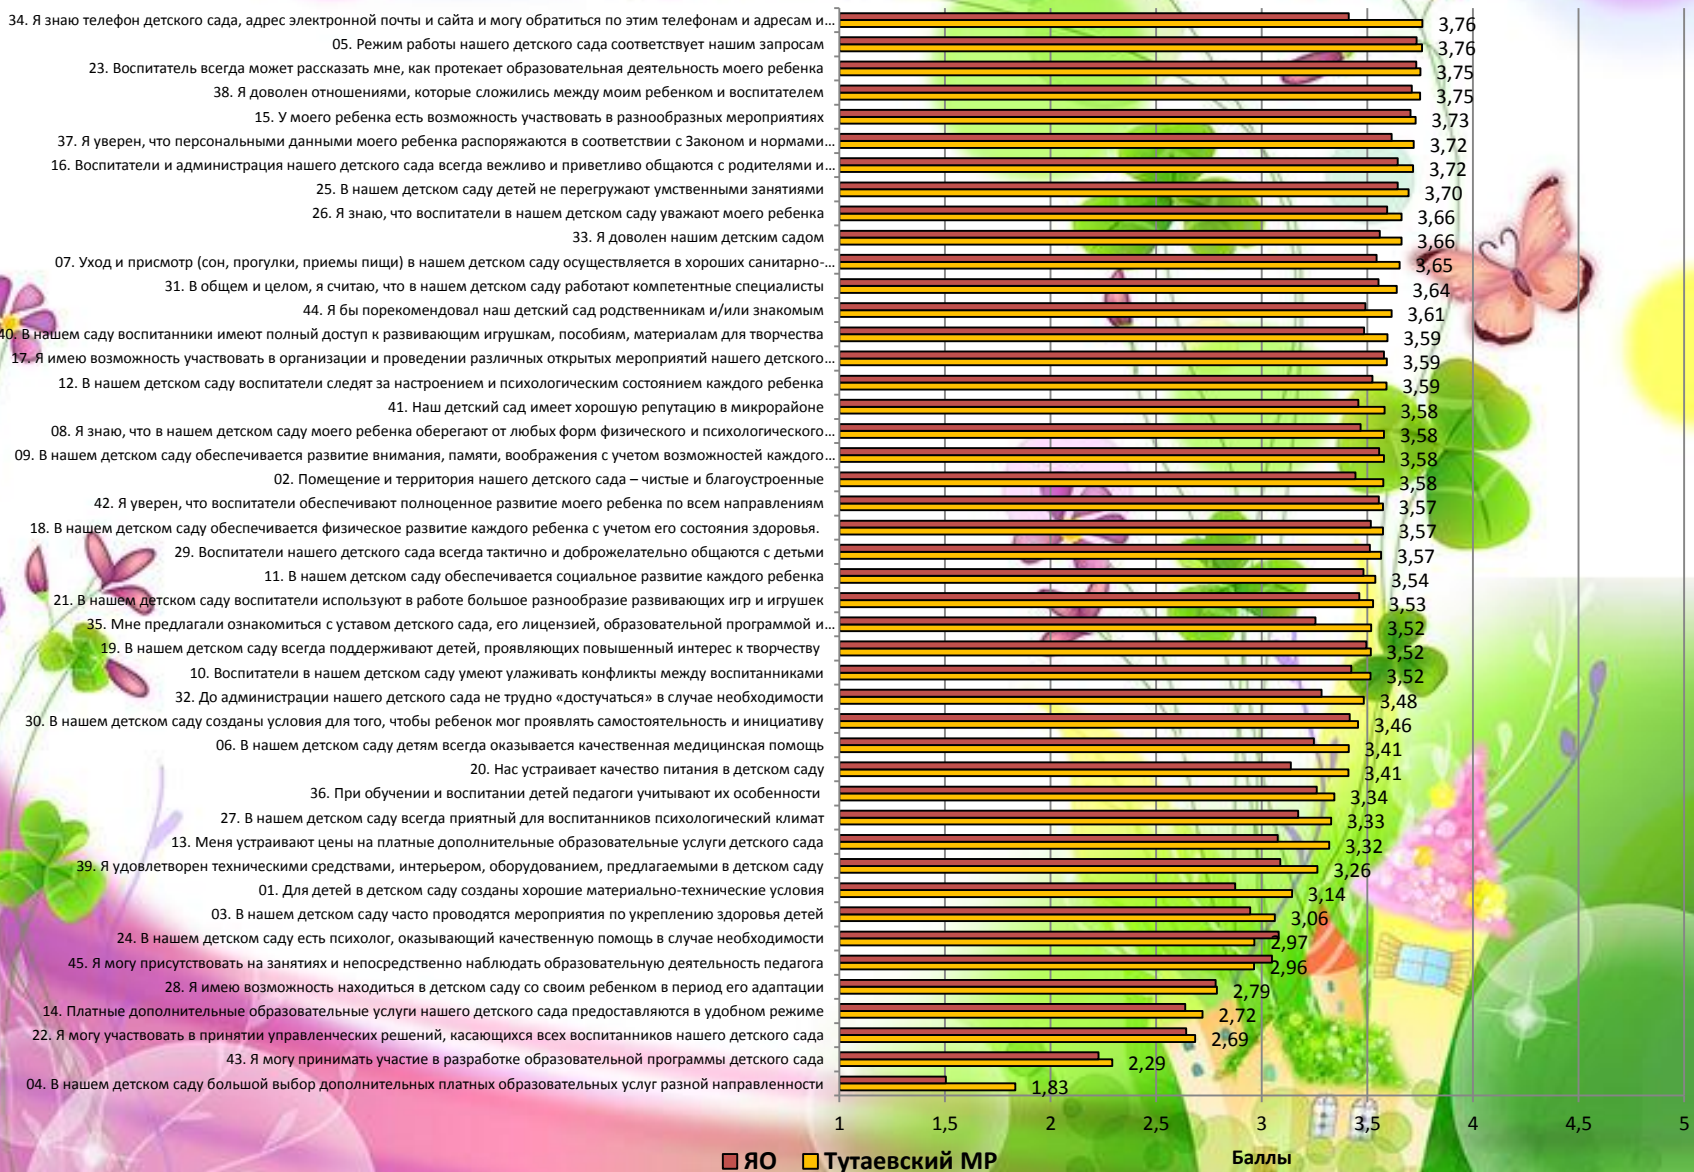 34. Я знаю телефон детского сада, адрес электронной почты и сайта и могу обратиться по этим телефонам и адресам и… 3,76
05. Режим работы нашего детского сада соответствует нашим запросам 3,76
23. Воспитатель всегда может рассказать мне, как протекает образовательная деятельность моего ребенка 3,75
38. Я доволен отношениями, которые сложились между моим ребенком и воспитателем 3,75
15. У моего ребенка есть возможность участвовать в разнообразных мероприятиях 3,73
37. Я уверен, что персональными данными моего ребенка распоряжаются в соответствии с Законом и нормами… 3,72
16. Воспитатели и администрация нашего детского сада всегда вежливо и приветливо общаются с родителями и… 3,72
25. В нашем детском саду детей не перегружают умственными занятиями 3,70
26. Я знаю, что воспитатели в нашем детском саду уважают моего ребенка 3,66
33. Я доволен нашим детским садом 3,66
07. Уход и присмотр (сон, прогулки, приемы пищи) в нашем детском саду осуществляется в хороших санитарно-… 3,65
31. В общем и целом, я считаю, что в нашем детском саду работают компетентные специалисты 3,64
44. Я бы порекомендовал наш детский сад родственникам и/или знакомым 3,61
40. В нашем саду воспитанники имеют полный доступ к развивающим игрушкам, пособиям, материалам для творчества 3,59
17. Я имею возможность участвовать в организации и проведении различных открытых мероприятий нашего детского… 3,59
12. В нашем детском саду воспитатели следят за настроением и психологическим состоянием каждого ребенка 3,59
41. Наш детский сад имеет хорошую репутацию в микрорайоне 3,58
08. Я знаю, что в нашем детском саду моего ребенка оберегают от любых форм физического и психологического… 3,58
09. В нашем детском саду обеспечивается развитие внимания, памяти, воображения с учетом возможностей каждого… 3,58
02. Помещение и территория нашего детского сада – чистые и благоустроенные 3,58
42. Я уверен, что воспитатели обеспечивают полноценное развитие моего ребенка по всем направлениям 3,57
18. В нашем детском саду обеспечивается физическое развитие каждого ребенка с учетом его состояния здоровья. 3,57
29. Воспитатели нашего детского сада всегда тактично и доброжелательно общаются с детьми 3,57
11. В нашем детском саду обеспечивается социальное развитие каждого ребенка 3,54
21. В нашем детском саду воспитатели используют в работе большое разнообразие развивающих игр и игрушек 3,53
35. Мне предлагали ознакомиться с уставом детского сада, его лицензией, образовательной программой и… 3,52
19. В нашем детском саду всегда поддерживают детей, проявляющих повышенный интерес к творчеству 3,52
10. Воспитатели в нашем детском саду умеют улаживать конфликты между воспитанниками 3,52
32. До администрации нашего детского сада не трудно «достучаться» в случае необходимости 3,48
30. В нашем детском саду созданы условия для того, чтобы ребенок мог проявлять самостоятельность и инициативу 3,46
06. В нашем детском саду детям всегда оказывается качественная медицинская помощь 3,41
20. Нас устраивает качество питания в детском саду 3,41
36. При обучении и воспитании детей педагоги учитывают их особенности 3,34
27. В нашем детском саду всегда приятный для воспитанников психологический климат 3,33
13. Меня устраивают цены на платные дополнительные образовательные услуги детского сада 3,32
39. Я удовлетворен техническими средствами, интерьером, оборудованием, предлагаемыми в детском саду 3,26
01. Для детей в детском саду созданы хорошие материально-технические условия 3,14
03. В нашем детском саду часто проводятся мероприятия по укреплению здоровья детей 3,06
24. В нашем детском саду есть психолог, оказывающий качественную помощь в случае необходимости 2,97
45. Я могу присутствовать на занятиях и непосредственно наблюдать образовательную деятельность педагога 2,96
28. Я имею возможность находиться в детском саду со своим ребенком в период его адаптации 2,79
14. Платные дополнительные образовательные услуги нашего детского сада предоставляются в удобном режиме 2,72
22. Я могу участвовать в принятии управленческих решений, касающихся всех воспитанников нашего детского сада 2,69
43. Я могу принимать участие в разработке образовательной программы детского сада 2,29
04. В нашем детском саду большой выбор дополнительных платных образовательных услуг разной направленности 1,83
1 1,5 2 2,5 3 3,5 4 4,5 5
ЯО Тутаевский МР Баллы